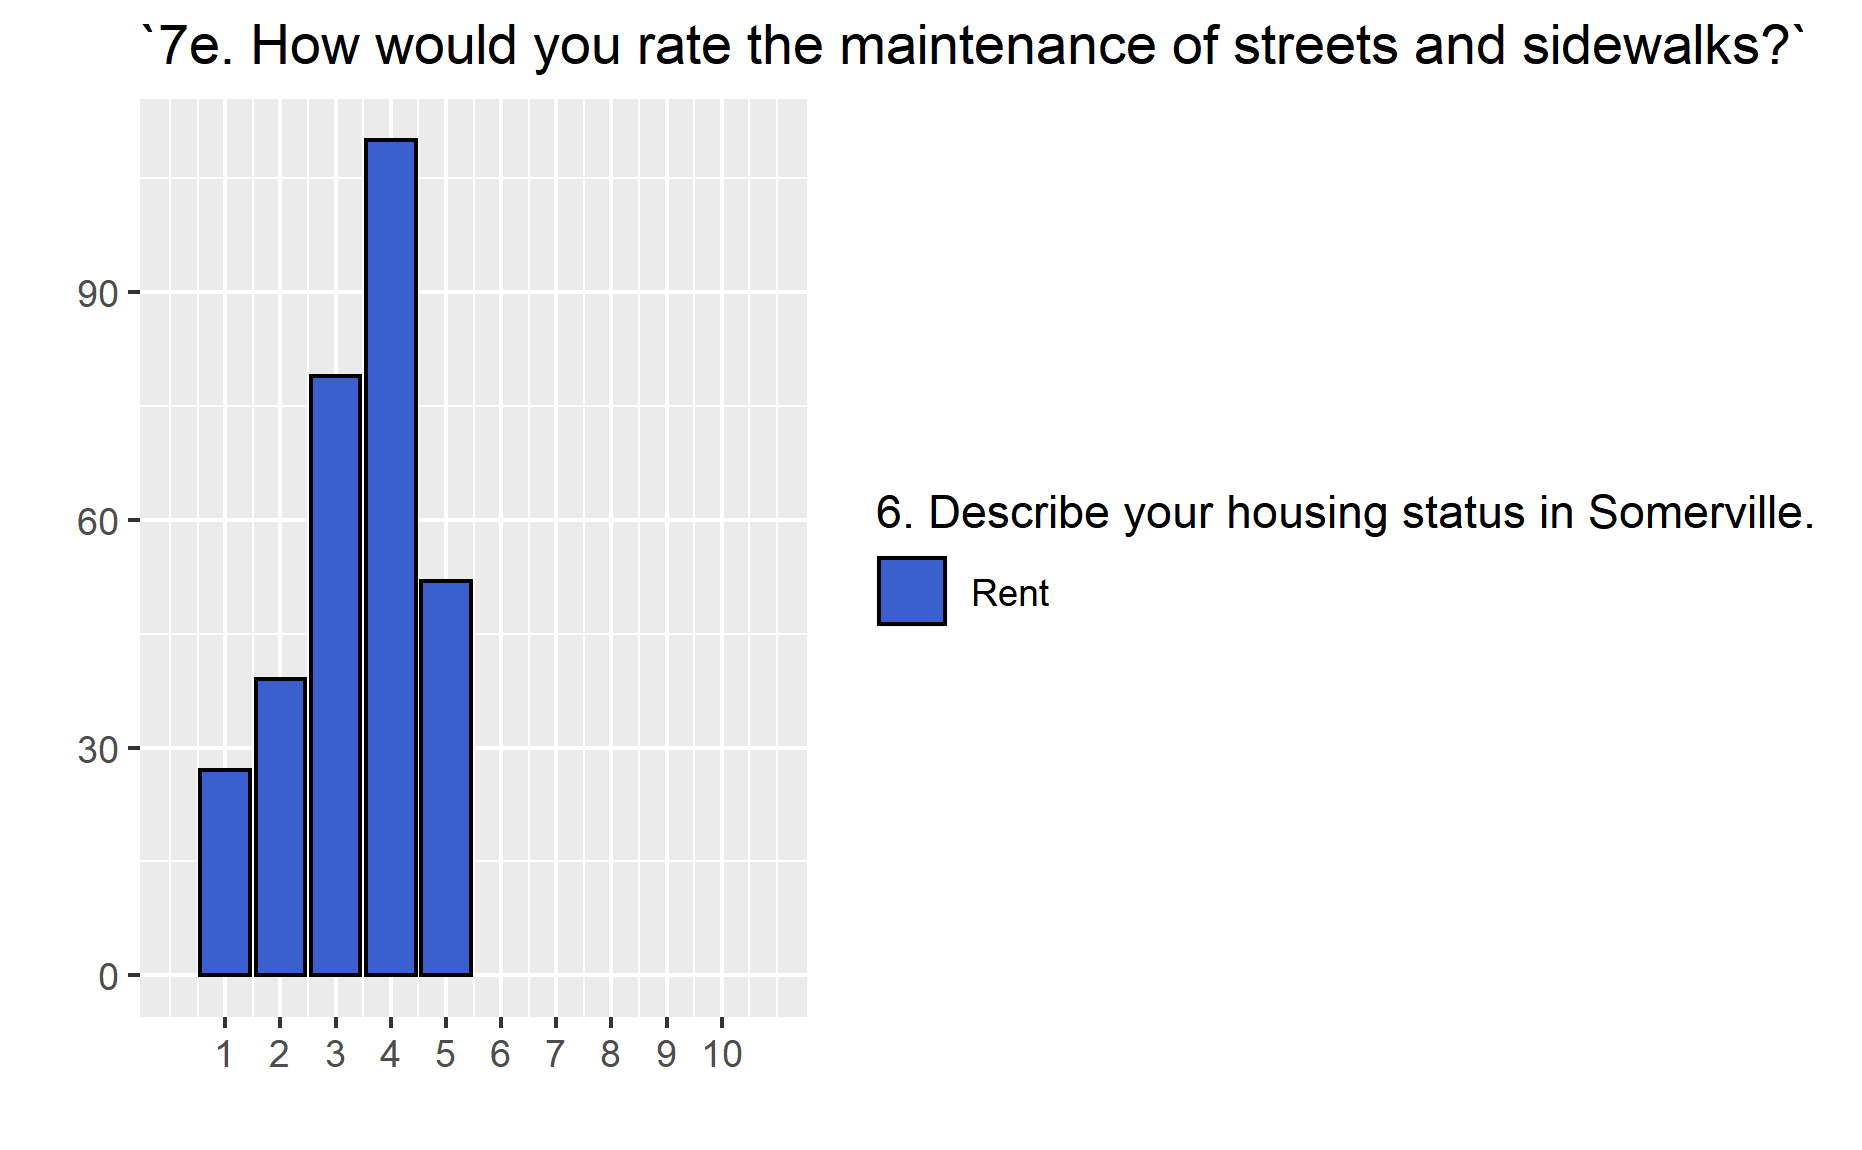 `7e. How would you rate the maintenance of streets and sidewalks?`
90
60
30
0
1 2 3 4 5 6 7 8 9 10
6. Describe your housing status in Somerville.
Rent